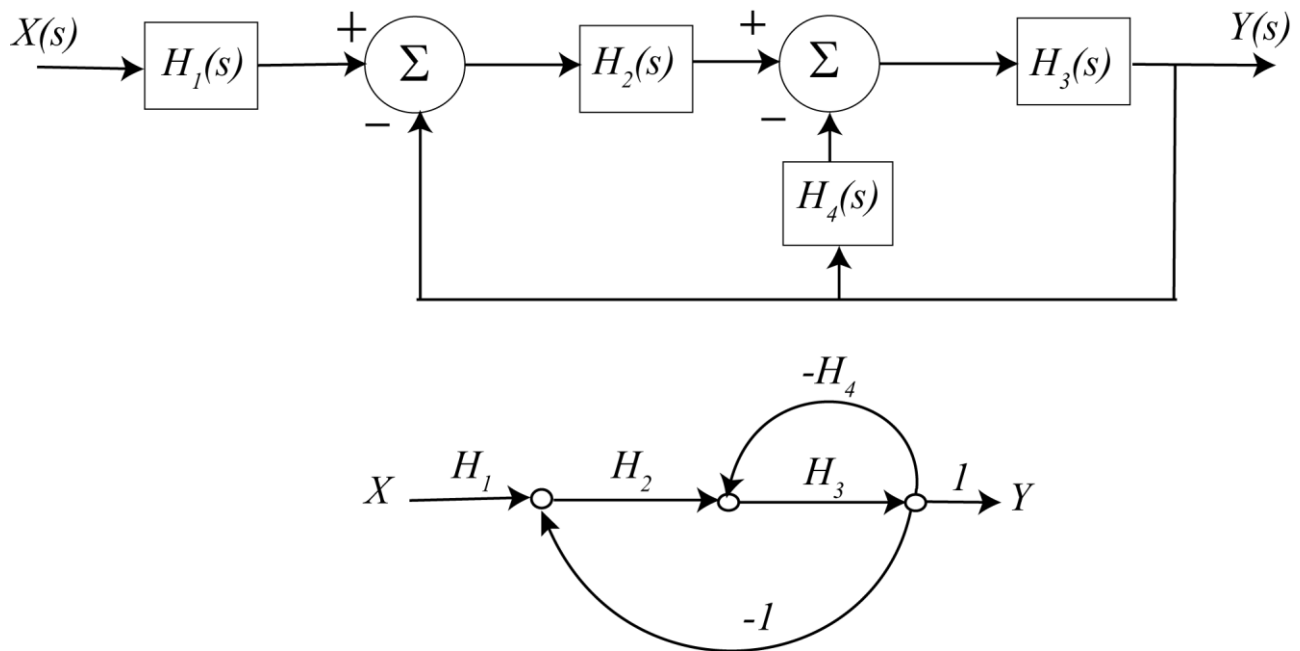 X(s)
H₁(s)
+
Σ
−
H₂(s)
+
Σ
−
H₃(s)
Y(s)
H₄(s)
-H₄
X
H₁
H₂
H₃
1
Y
-1